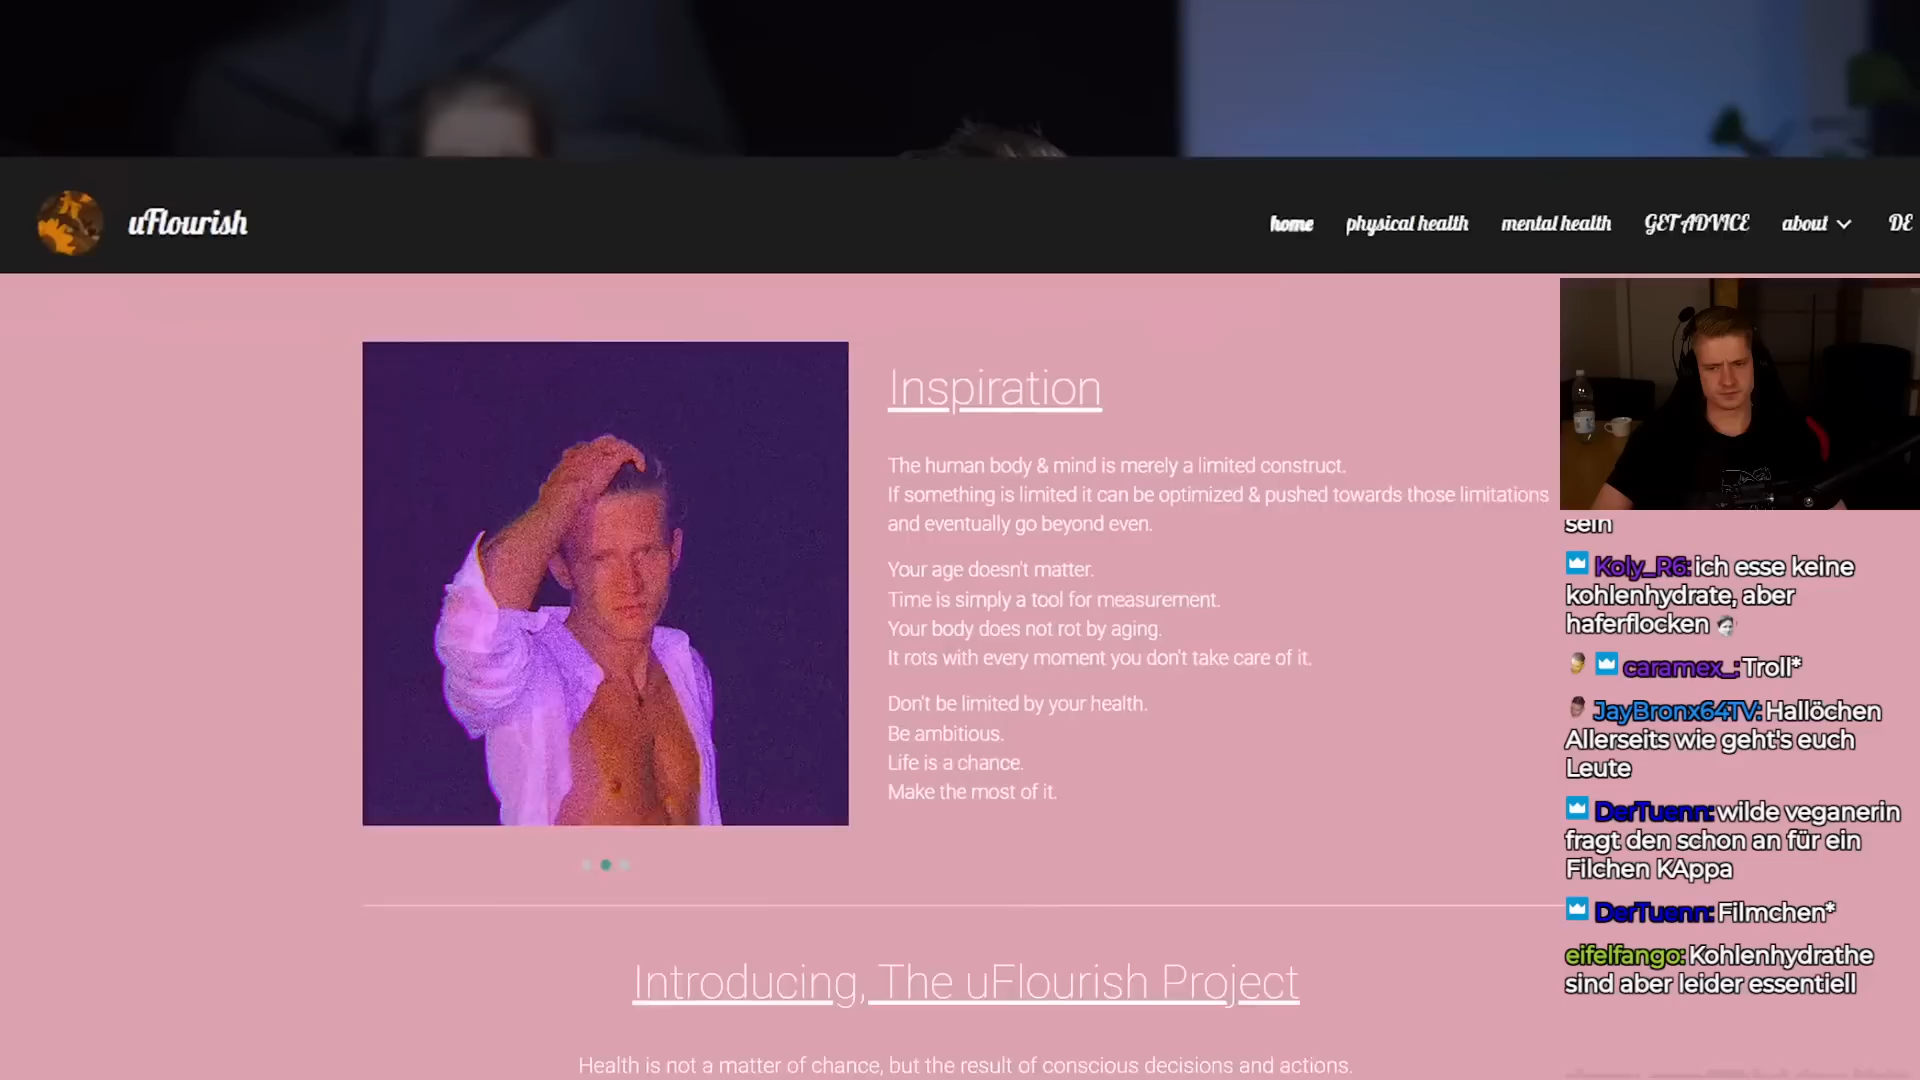 uFlourish
home physical health mental health GET ADVICE about DE
Inspiration
The human body & mind is merely a limited construct.
If something is limited it can be optimized & pushed towards those limitations
and eventually go beyond even.
Your age doesn't matter.
Time is simply a tool for measurement.
Your body does not rot by aging.
It rots with every moment you don't take care of it.
Don't be limited by your health.
Be ambitious.
Life is a chance.
Make the most of it.
Introducing, The uFlourish Project
Health is not a matter of chance, but the result of conscious decisions and actions.
sein
Koly_R6: ich esse keine
kohlenhydrate, aber
haferflocken
caramex_: Troll*
JayBronx64TV: Hallöchen
Allerseits wie geht's euch
Leute
DerTuenn: wilde veganerin
fragt den schon an für ein
Filchen KAppa
DerTuenn: Filmchen*
eifelfango: Kohlenhydrathe
sind aber leider essentiell